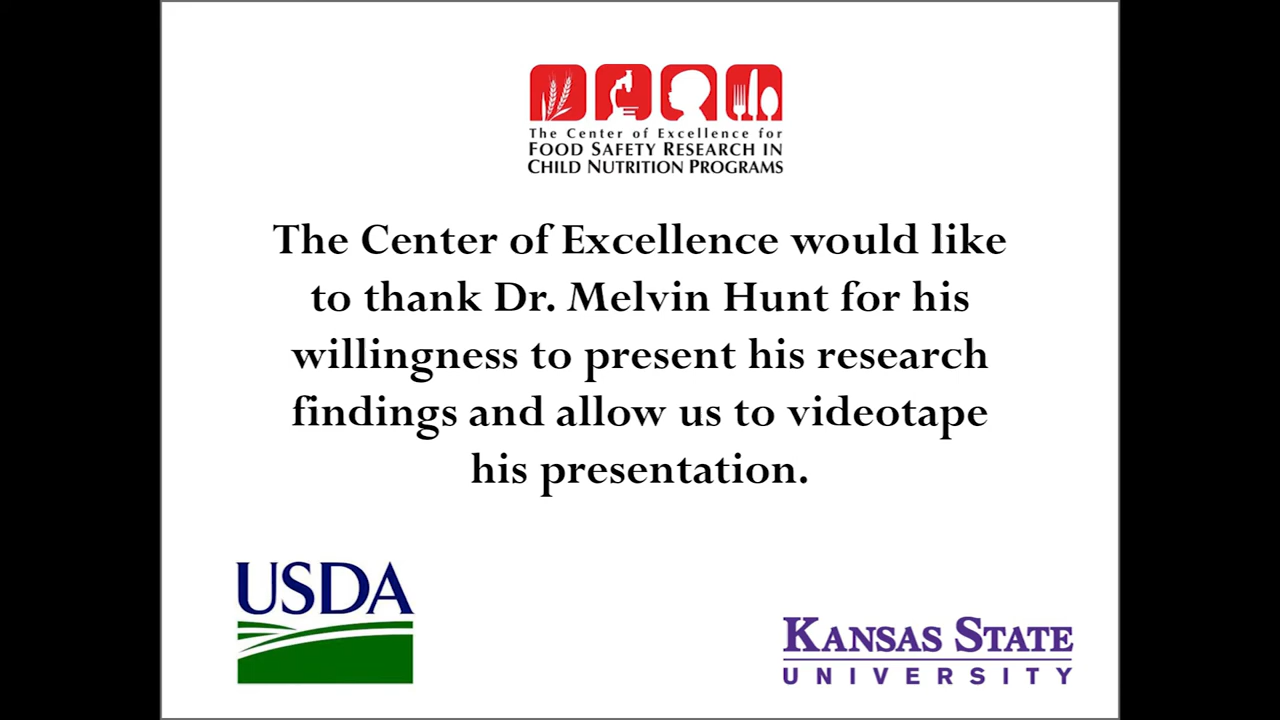 The Center of Excellence for
FOOD SAFETY RESEARCH IN
CHILD NUTRITION PROGRAMS
The Center of Excellence would like
to thank Dr. Melvin Hunt for his
willingness to present his research
findings and allow us to videotape
his presentation.
USDA
KANSAS STATE
UNIVERSITY